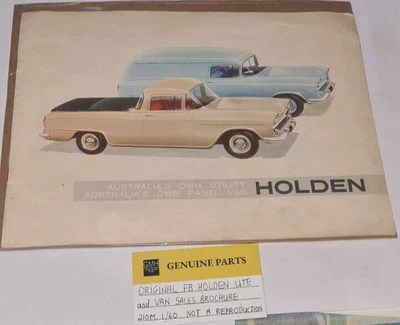 AUSTRALIA'S OWN UTILITY
AUSTRALIA'S OWN PANEL VAN
HOLDEN
GMH
GENUINE PARTS
ORIGINAL FB HOLDEN UTE
and VAN SALES BROCHURE
210M. 1/60 NOT A REPRODUCTION